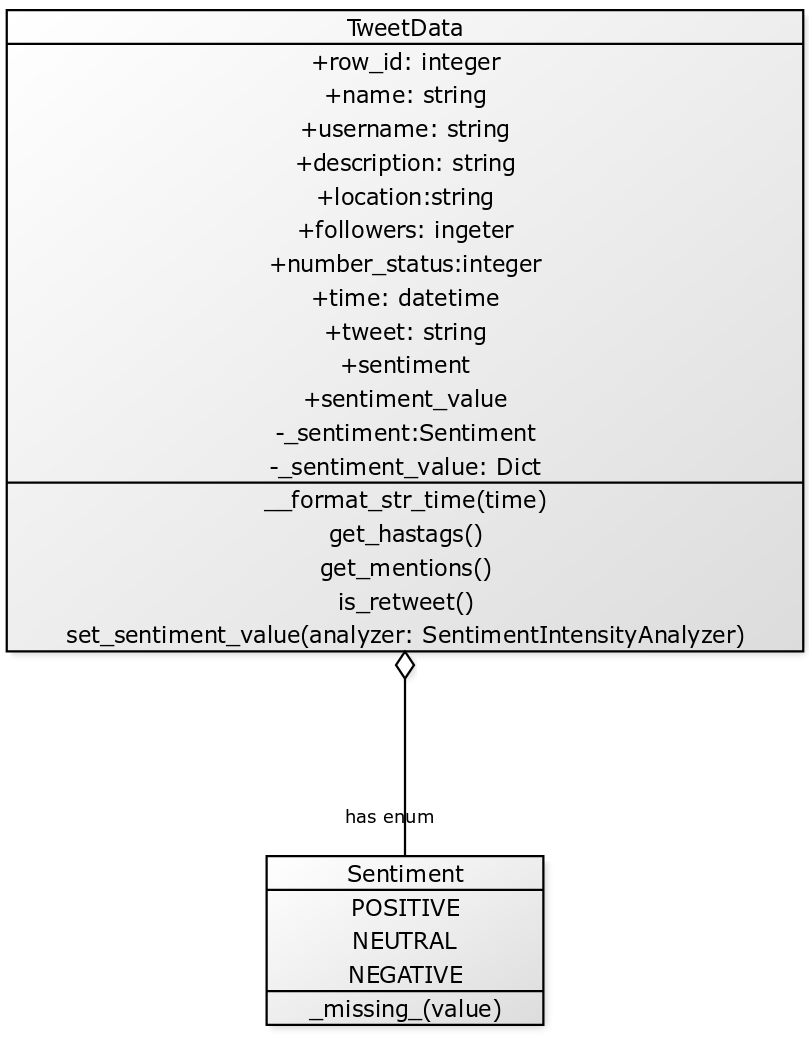 TweetData
+row_id: integer
+name: string
+username: string
+description: string
+location:string
+followers: ingeter
+number_status:integer
+time: datetime
+tweet: string
+sentiment
+sentiment_value
-_sentiment:Sentiment
-_sentiment_value: Dict
__format_str_time(time)
get_hastags()
get_mentions()
is_retweet()
set_sentiment_value(analyzer: SentimentIntensityAnalyzer)
has enum
Sentiment
POSITIVE
NEUTRAL
NEGATIVE
_missing_(value)